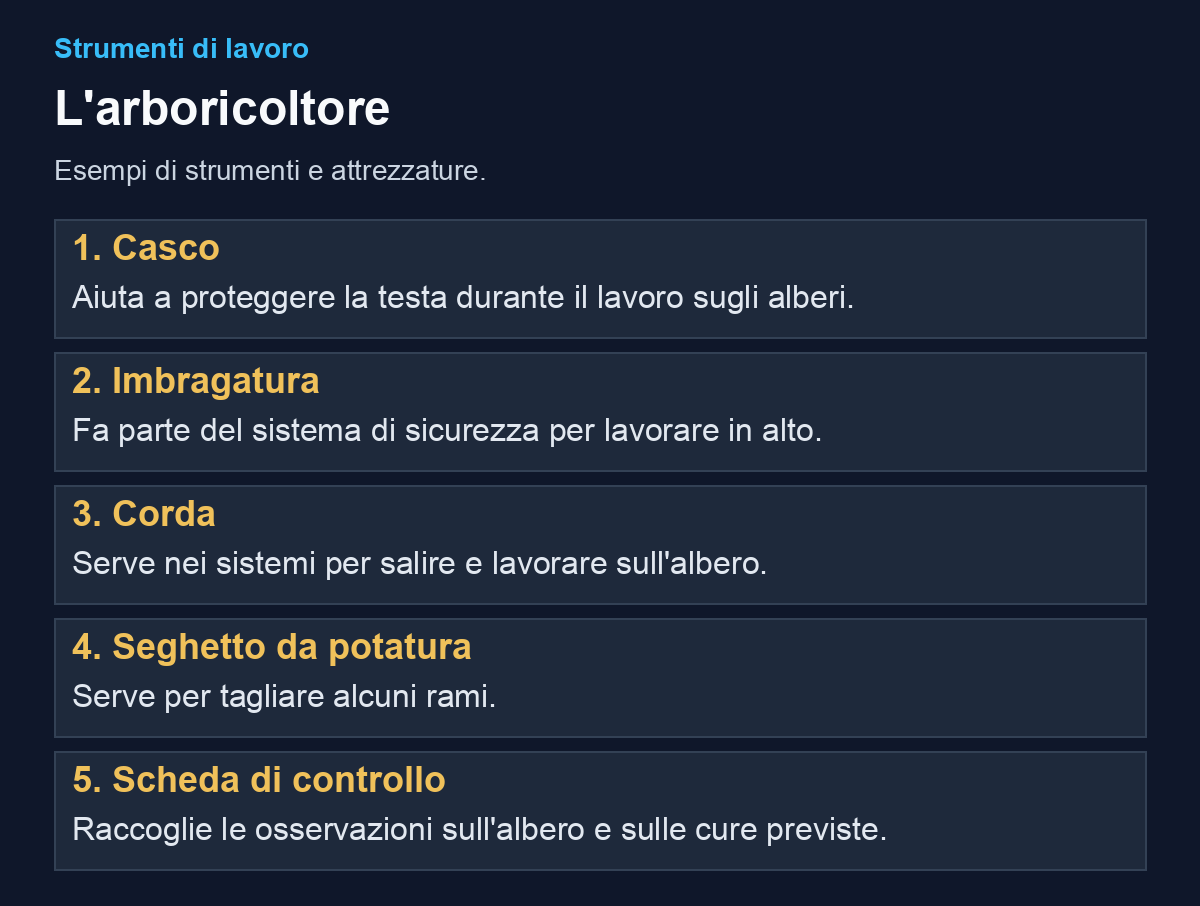 Strumenti di lavoro
L'arboricoltore
Esempi di strumenti e attrezzature.
1. Casco
Aiuta a proteggere la testa durante il lavoro sugli alberi.
2. Imbragatura
Fa parte del sistema di sicurezza per lavorare in alto.
3. Corda
Serve nei sistemi per salire e lavorare sull'albero.
4. Seghetto da potatura
Serve per tagliare alcuni rami.
5. Scheda di controllo
Raccoglie le osservazioni sull'albero e sulle cure previste.